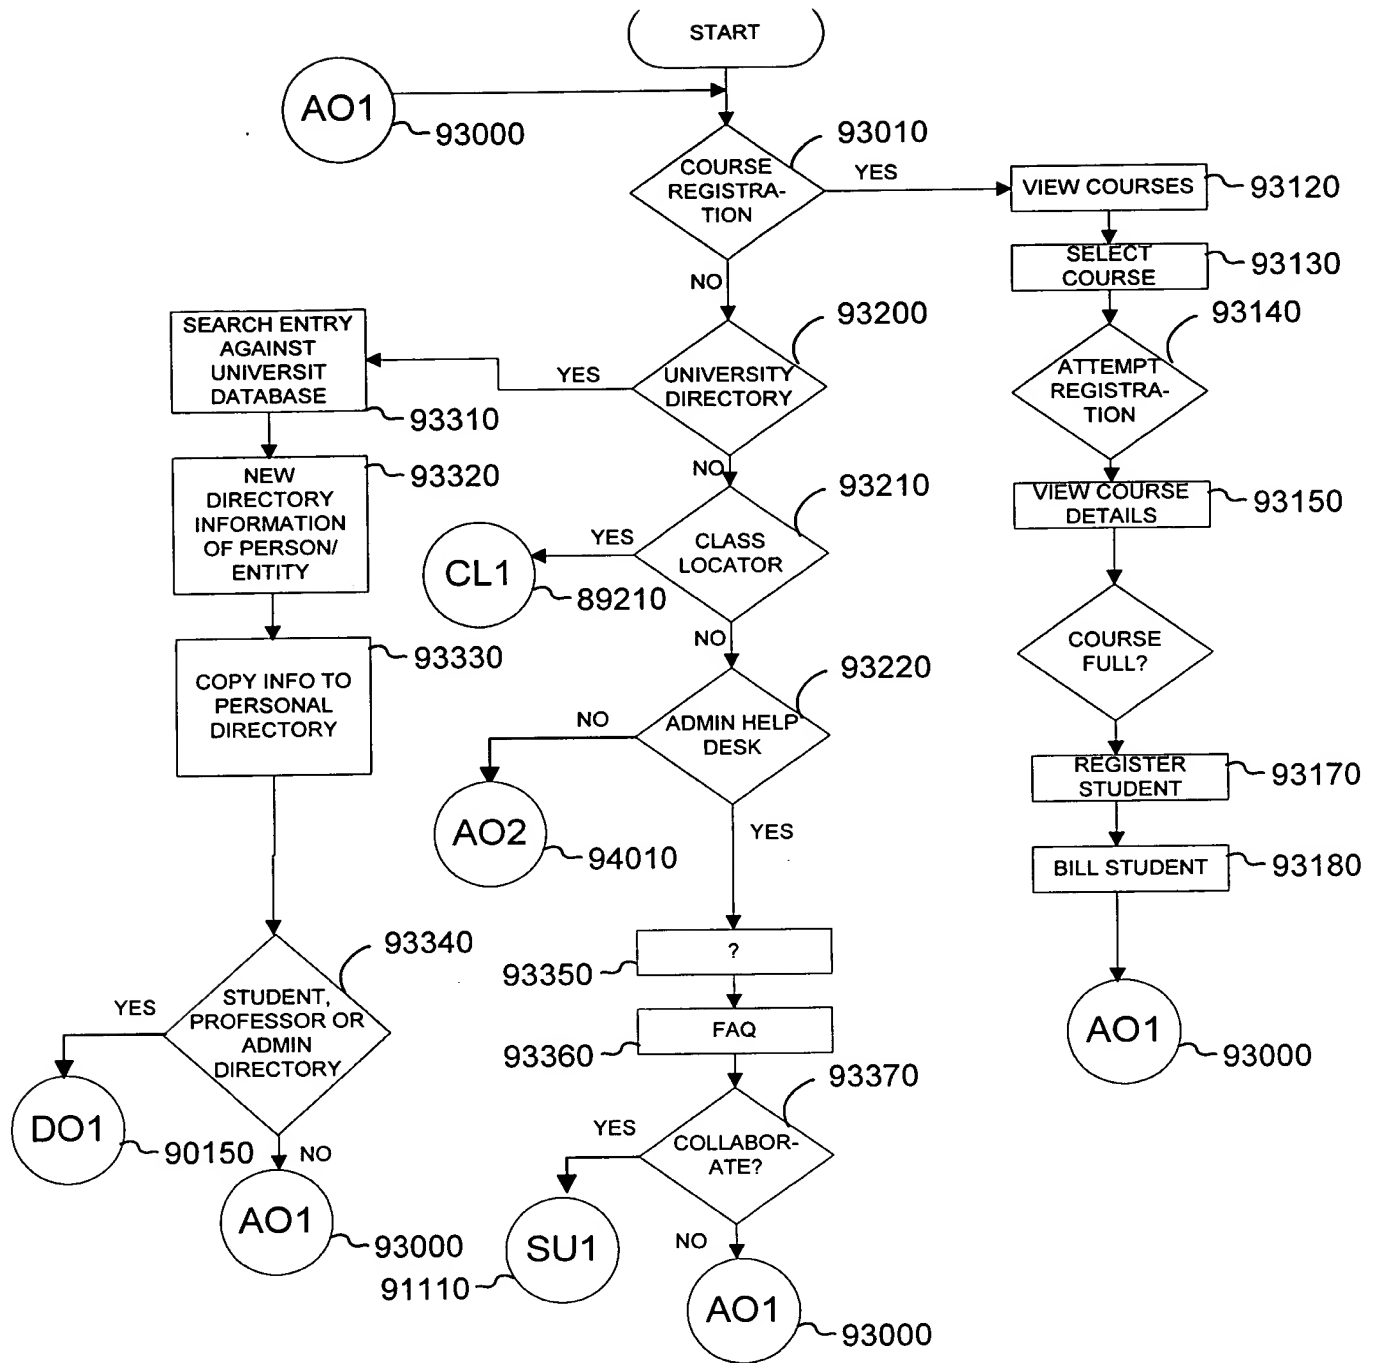 START
AO1
93000
COURSE
REGISTRA-
TION
93010
YES
NO
VIEW COURSES
93120
SELECT
COURSE
93130
ATTEMPT
REGISTRA-
TION
93140
VIEW COURSE
DETAILS
93150
COURSE
FULL?
REGISTER
STUDENT
93170
BILL STUDENT
93180
AO1
93000
UNIVERSITY
DIRECTORY
93200
YES
NO
SEARCH ENTRY
AGAINST
UNIVERSIT
DATABASE
93310
NEW
DIRECTORY
INFORMATION
OF PERSON/
ENTITY
93320
COPY INFO TO
PERSONAL
DIRECTORY
93330
STUDENT,
PROFESSOR OR
ADMIN
DIRECTORY
93340
YES
DO1
90150
NO
AO1
93000
CLASS
LOCATOR
93210
YES
CL1
89210
NO
ADMIN HELP
DESK
93220
NO
AO2
94010
YES
?
93350
FAQ
93360
COLLABOR-
ATE?
93370
YES
SU1
91110
NO
AO1
93000